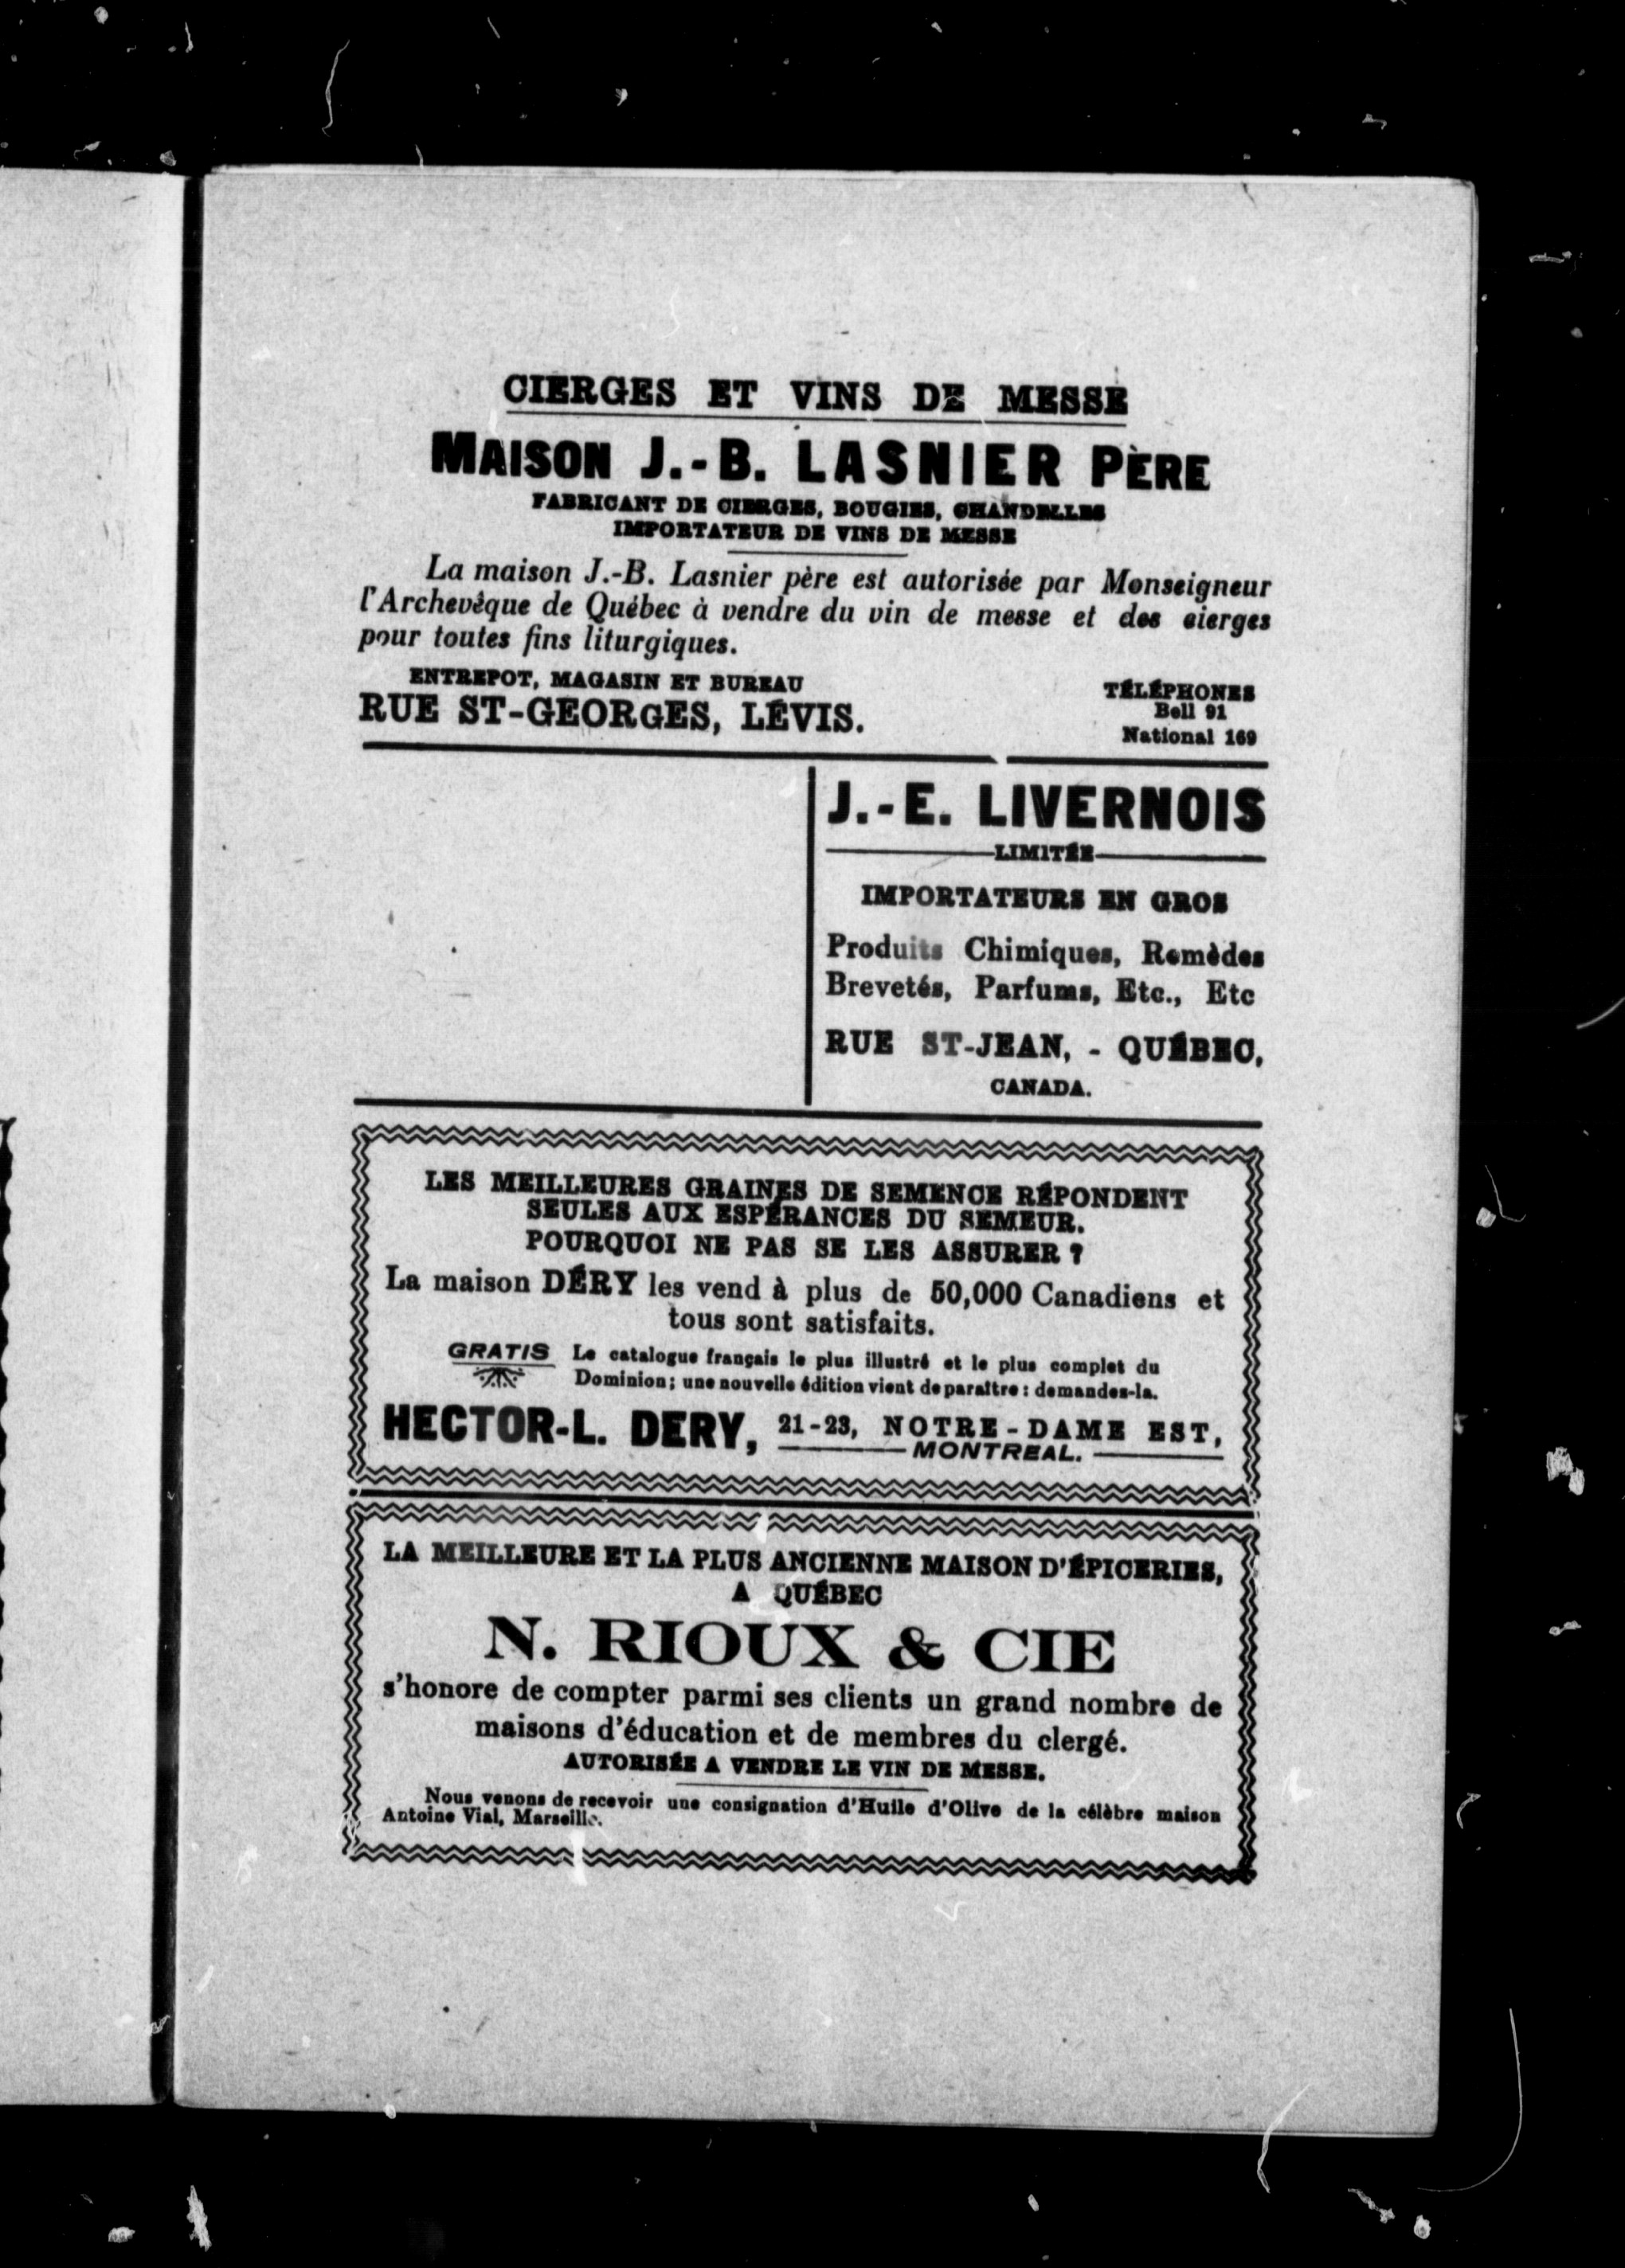 CIERGES ET VINS DE MESSE
MAISON J.-B. LASNIER PÈRE
FABRICANT DE CIERGES, BOUGIES, CHANDELLES
IMPORTATEUR DE VINS DE MESSE
La maison J.-B. Lasnier père est autorisée par Monseigneur
l'Archevêque de Québec à vendre du vin de messe et des cierges
pour toutes fins liturgiques.
ENTREPOT, MAGASIN ET BUREAU
RUE ST-GEORGES, LÉVIS.
TÉLÉPHONES
Bell 91
National 169
J.-E. LIVERNOIS
LIMITÉE
IMPORTATEURS EN GROS
Produits Chimiques, Remèdes
Brevetés, Parfums, Etc., Etc
RUE ST-JEAN, - QUÉBEC,
CANADA.
LES MEILLEURES GRAINES DE SEMENCE RÉPONDENT
SEULES AUX ESPÉRANCES DU SEMEUR.
POURQUOI NE PAS SE LES ASSURER ?
La maison DÉRY les vend à plus de 50,000 Canadiens et
tous sont satisfaits.
GRATIS Le catalogue français le plus illustré et le plus complet du
Dominion; une nouvelle édition vient de paraître : demandes-la.
HECTOR-L. DERY, 21-23, NOTRE-DAME EST,
MONTREAL.
LA MEILLEURE ET LA PLUS ANCIENNE MAISON D'ÉPICERIES,
A QUÉBEC
N. RIOUX & CIE
s'honore de compter parmi ses clients un grand nombre de
maisons d'éducation et de membres du clergé.
AUTORISÉE A VENDRE LE VIN DE MESSE.
Nous venons de recevoir une consignation d'Huile d'Olive de la célèbre maison
Antoine Vial, Marseille.